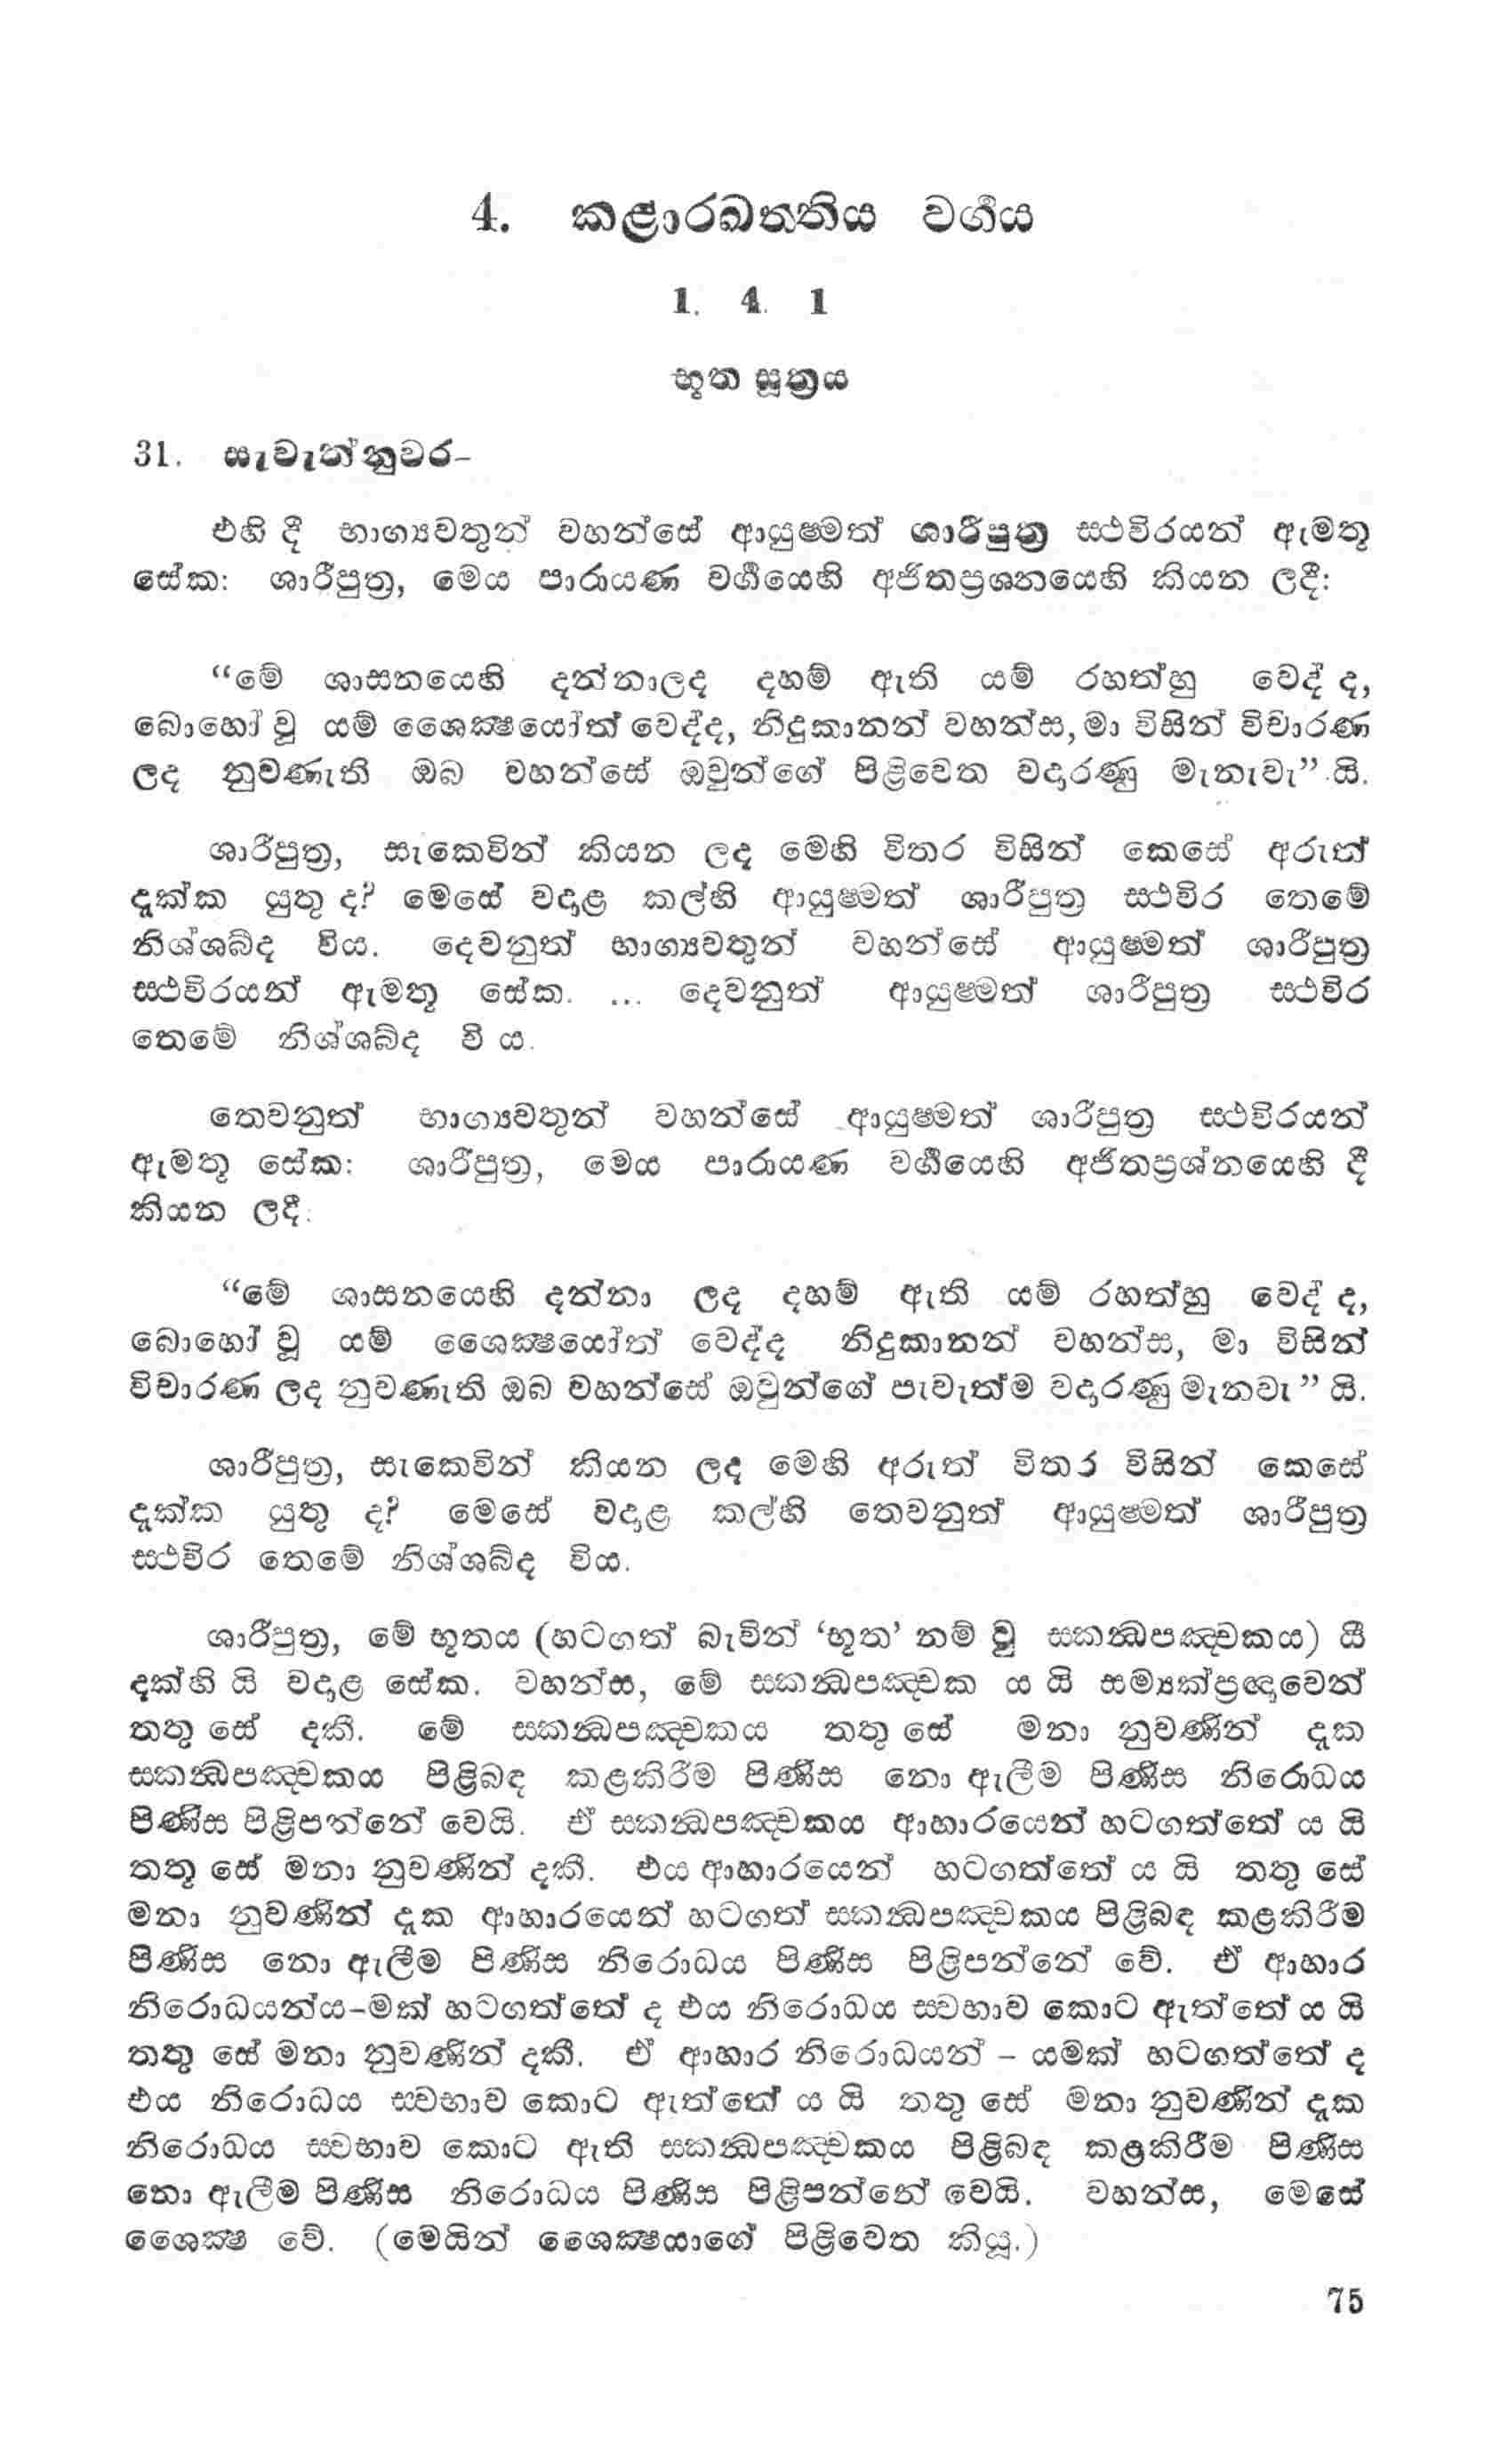 4. කළාරඛත්‍තතිය වර්‍ගය
1. 4. 1
භූත සූත්‍රය
31. සැවැත්නුවර-
එහි දී භාග්‍යවතුන් වහන්සේ ආයුෂ්‍මත් ශාරීපුත්‍ර ස්‍ථවිරයන් ඇමතූ
සේක: ශාරීපුත්‍ර, මෙය පාරායණ වර්‍ගයෙහි අජිතප්‍රශ්‍නයෙහි කියන ලදී:
“මේ ශාසනයෙහි දන්නාලද දහම් ඇති යම් රහත්හු වෙද් ද,
බොහෝ වූ යම් ශෛක්‍ෂයෝත් වෙද්ද, නිදුකානන් වහන්ස, මා විසින් විචාරණ
ලද නුවණැති ඔබ වහන්සේ ඔවුන්ගේ පිළිවෙත වදාරණු මැනැවැ” යි.
ශාරීපුත්‍ර, සැකෙවින් කියන ලද මෙහි විතර විසින් කෙසේ අරුත්
දැක්ක යුතු ද? මෙසේ වදාළ කල්හි ආයුෂ්‍මත් ශාරීපුත්‍ර ස්‍ථවිර තෙමේ
නිශ්ශබ්ද විය. දෙවනුත් භාග්‍යවතුන් වහන්සේ ආයුෂ්‍මත් ශාරීපුත්‍ර
ස්‍ථවිරයන් ඇමතූ සේක. ... දෙවනුත් ආයුෂ්‍මත් ශාරීපුත්‍ර ස්‍ථවිර
තෙමේ නිශ්ශබ්ද වි ය.
තෙවනුත් භාග්‍යවතුන් වහන්සේ ආයුෂ්‍මත් ශාරීපුත්‍ර ස්‍ථවිරයන්
ඇමතූ සේක: ශාරීපුත්‍ර, මෙය පාරායණ වර්‍ගයෙහි අජිතප්‍රශ්නයෙහි දී
කියන ලදී:
“මේ ශාසනයෙහි දන්නා ලද දහම් ඇති යම් රහත්හු වෙද් ද,
බොහෝ වූ යම් ශෛක්‍ෂයෝත් වෙද්ද නිදුකානන් වහන්ස, මා විසින්
විචාරණ ලද නුවණැති ඔබ වහන්සේ ඔවුන්ගේ පැවැත්ම වදාරණු මැනවැ” යි.
ශාරීපුත්‍ර, සැකෙවින් කියන ලද මෙහි අරුත් විතර විසින් කෙසේ
දැක්ක යුතු ද? මෙසේ වදාළ කල්හි තෙවනුත් ආයුෂ්‍මත් ශාරීපුත්‍ර
ස්‍ථවිර තෙමේ නිශ්ශබ්ද විය.
ශාරීපුත්‍ර, මේ භූතය (හටගත් බැවින් ‘භූත’ නම් වූ ස්‍කන්‍ධපඤ්චකය) යී
දක්හි යි වදාළ සේක. වහන්ස, මේ ස්‍කන්‍ධපඤ්චක ය යි සම්‍යක්ප්‍රඥාවෙන්
තතු සේ දකී. මේ ස්‍කන්‍ධපඤ්චකය තතු සේ මනා නුවණින් දැක
ස්‍කන්‍ධපඤ්චකය පිළිබඳ කළකිරීම පිණිස නො ඇලීම පිණිස නිරොධය
පිණිස පිළිපන්නේ වෙයි. ඒ ස්‍කන්‍ධපඤ්චකය ආහාරයෙන් හටගත්තේ ය යි
තතු සේ මනා නුවණින් දකී. එය ආහාරයෙන් හටගත්තේ ය යි තතු සේ
මනා නුවණින් දැක ආහාරයෙන් හටගත් ස්‍කන්‍ධපඤ්චකය පිළිබඳ කළකිරීම
පිණිස නො ඇලීම පිණිස නිරොධය පිණිස පිළිපන්නේ වේ. ඒ ආහාර
නිරොධයන්ය-මක් හටගත්තේ ද එය නිරොධය ස්‍වභාව කොට ඇත්තේ ය යි
තතු සේ මනා නුවණින් දකී. ඒ ආහාර නිරොධයන් - යමක් හටගත්තේ ද
එය නිරොධය ස්‍වභාව කොට ඇත්තේ ය යි තතු සේ මනා නුවණින් දැක
නිරොධය ස්‍වභාව කොට ඇති ස්‍කන්‍ධපඤ්චකය පිළිබඳ කළකිරීම පිණිස
නො ඇලීම පිණිස නිරොධය පිණිස පිළිපන්නේ වෙයි. වහන්ස, මෙසේ
ශෛක්‍ෂ වේ. (මෙයින් ශෛක්‍ෂයාගේ පිළිවෙත කියූ.)
75